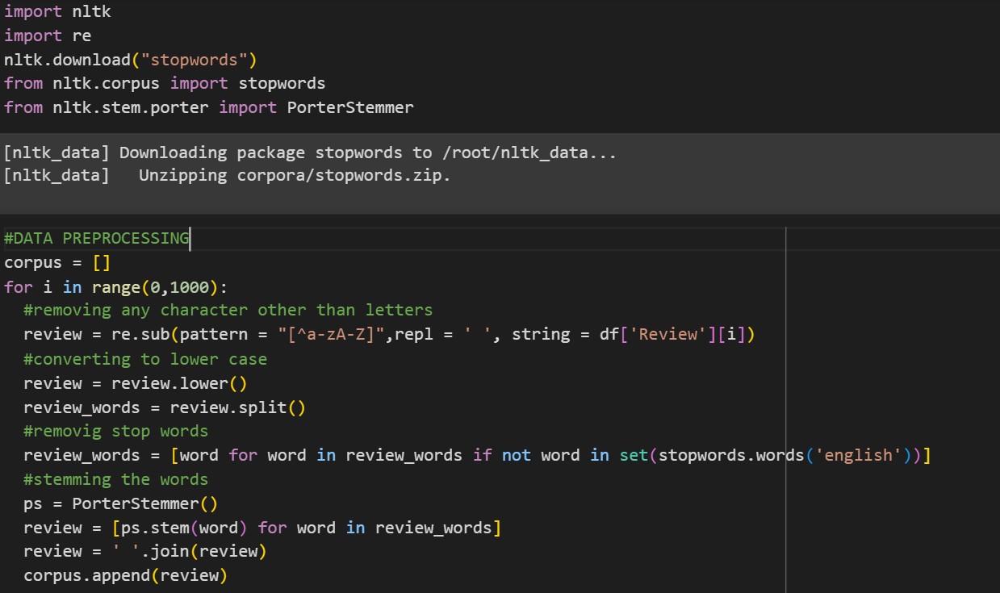 import nltk
import re
nltk.download("stopwords")
from nltk.corpus import stopwords
from nltk.stem.porter import PorterStemmer
[nltk_data] Downloading package stopwords to /root/nltk_data...
[nltk_data]   Unzipping corpora/stopwords.zip.
#DATA PREPROCESSING
corpus = []
for i in range(0,1000):
  #removing any character other than letters
  review = re.sub(pattern = "[^a-zA-Z]",repl = ' ', string = df['Review'][i])
  #converting to lower case
  review = review.lower()
  review_words = review.split()
  #removig stop words
  review_words = [word for word in review_words if not word in set(stopwords.words('english'))]
  #stemming the words
  ps = PorterStemmer()
  review = [ps.stem(word) for word in review_words]
  review = ' '.join(review)
  corpus.append(review)